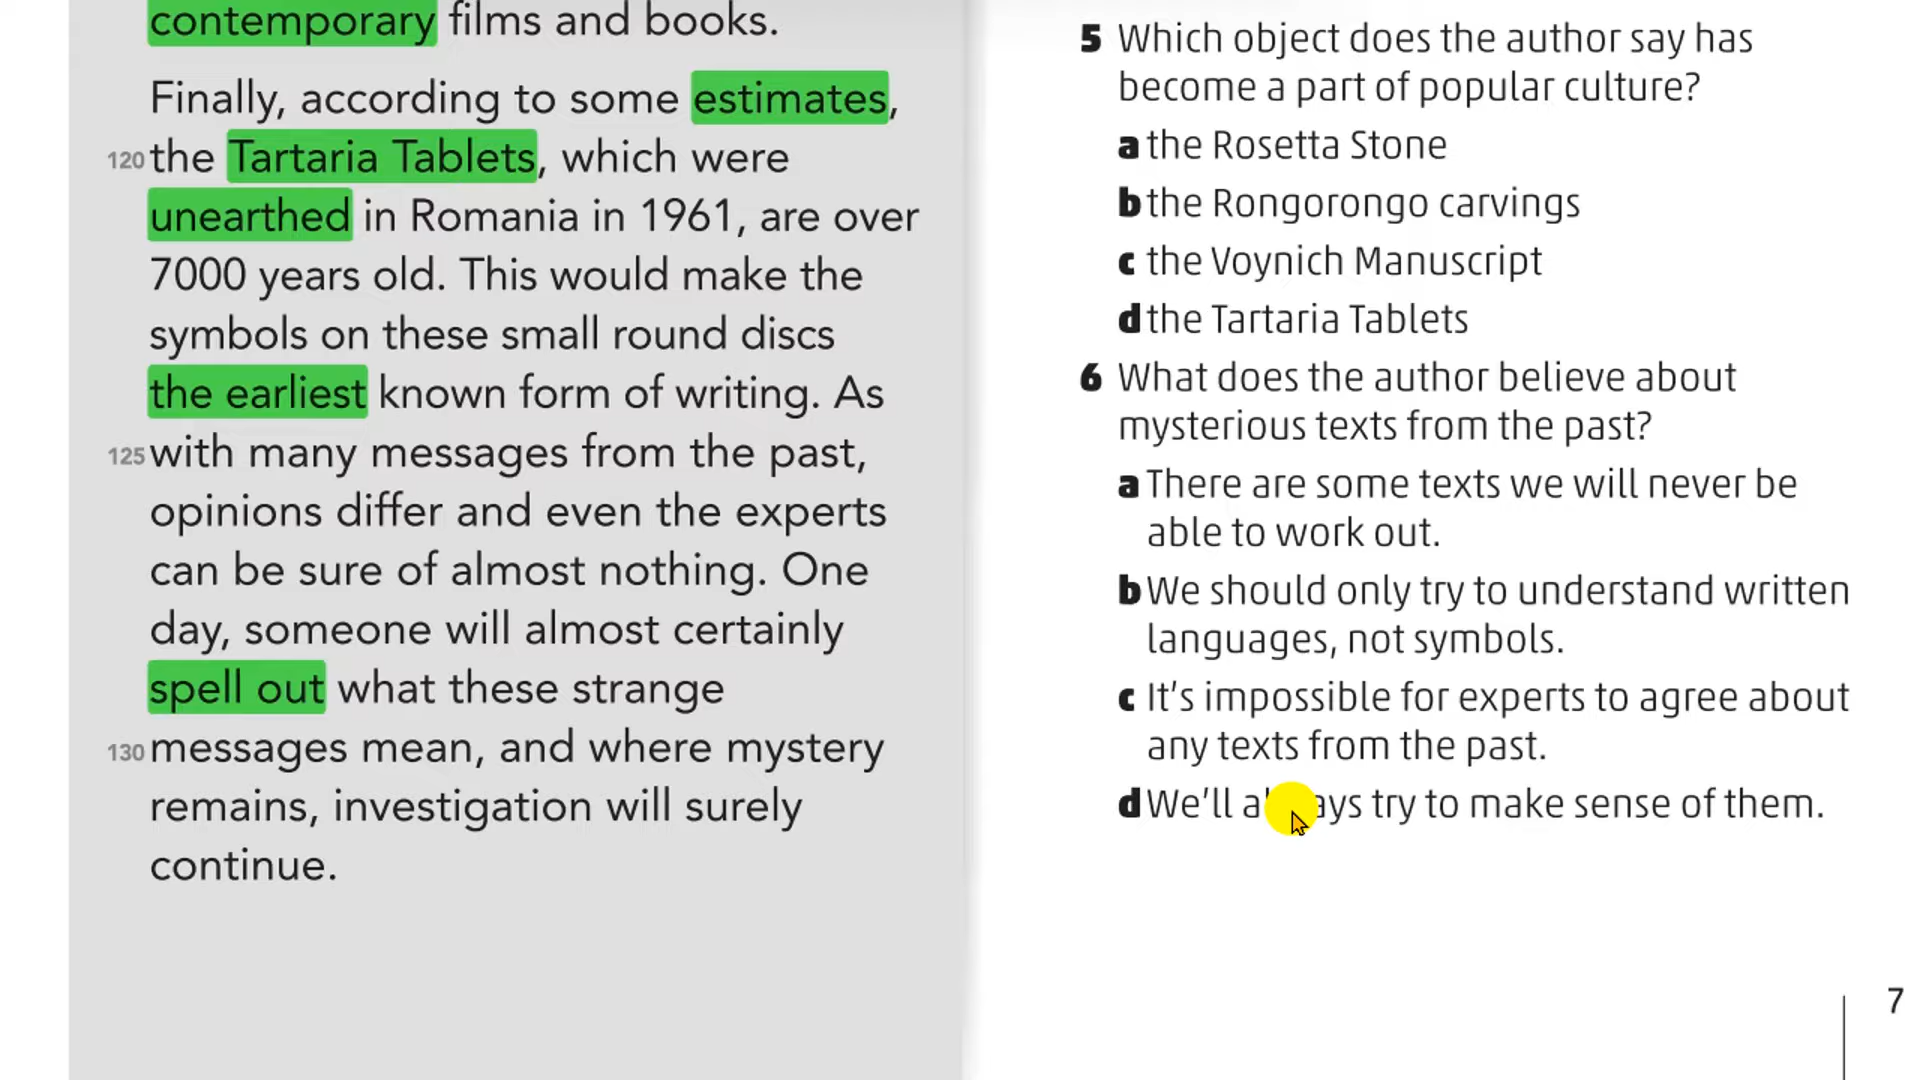 contemporary films and books.
Finally, according to some estimates,
120 the Tartaria Tablets, which were
unearthed in Romania in 1961, are over
7000 years old. This would make the
symbols on these small round discs
the earliest known form of writing. As
125 with many messages from the past,
opinions differ and even the experts
can be sure of almost nothing. One
day, someone will almost certainly
spell out what these strange
130 messages mean, and where mystery
remains, investigation will surely
continue.
5 Which object does the author say has
become a part of popular culture?
a the Rosetta Stone
b the Rongorongo carvings
c the Voynich Manuscript
d the Tartaria Tablets
6 What does the author believe about
mysterious texts from the past?
a There are some texts we will never be
able to work out.
b We should only try to understand written
languages, not symbols.
c It's impossible for experts to agree about
any texts from the past.
d We'll always try to make sense of them.
7